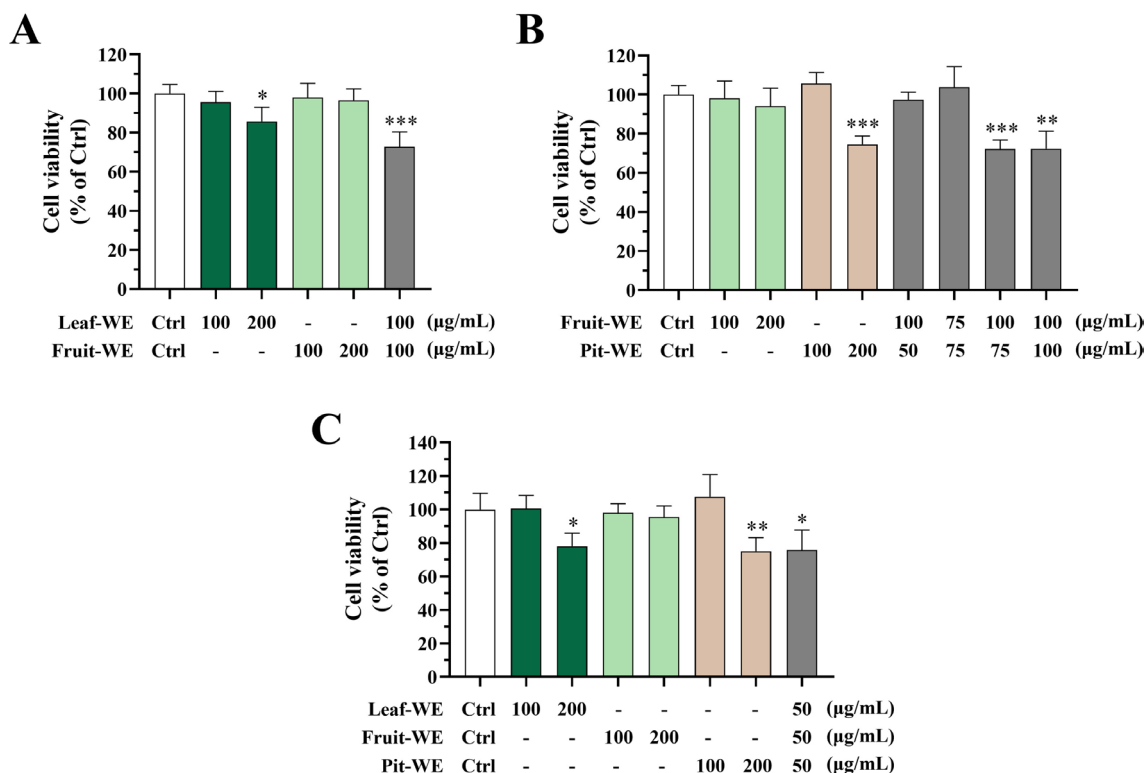 A
Cell viability
(% of Ctrl)
120
100
80
60
40
20
0
*
***
Leaf-WE Ctrl 100 200 - - 100 (μg/mL)
Fruit-WE Ctrl - - 100 200 100 (μg/mL)
B
Cell viability
(% of Ctrl)
120
100
80
60
40
20
0
***
***
**
Fruit-WE Ctrl 100 200 - - 100 75 100 100 (μg/mL)
Pit-WE Ctrl - - 100 200 50 75 75 100 (μg/mL)
C
Cell viability
(% of Ctrl)
140
120
100
80
60
40
20
0
*
**
*
Leaf-WE Ctrl 100 200 - - - - 50 (μg/mL)
Fruit-WE Ctrl - - 100 200 - - 50 (μg/mL)
Pit-WE Ctrl - - - - 100 200 50 (μg/mL)